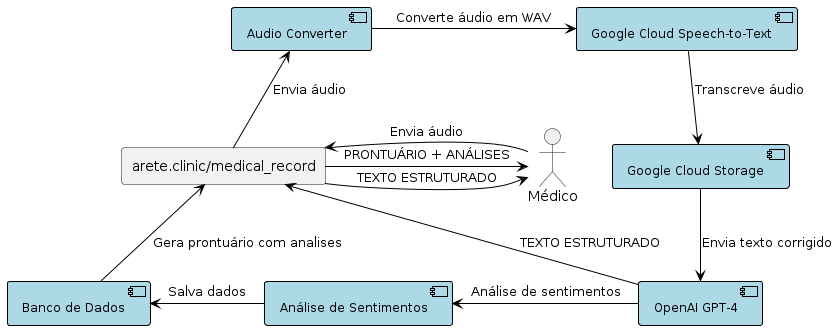 Audio Converter
Converte áudio em WAV
Google Cloud Speech-to-Text
Envia áudio
Transcreve áudio
Envia áudio
PRONTUÁRIO + ANÁLISES
TEXTO ESTRUTURADO
arete.clinic/medical_record
Médico
Google Cloud Storage
Gera prontuário com analises
TEXTO ESTRUTURADO
Envia texto corrigido
Banco de Dados
Salva dados
Análise de Sentimentos
Análise de sentimentos
OpenAI GPT-4